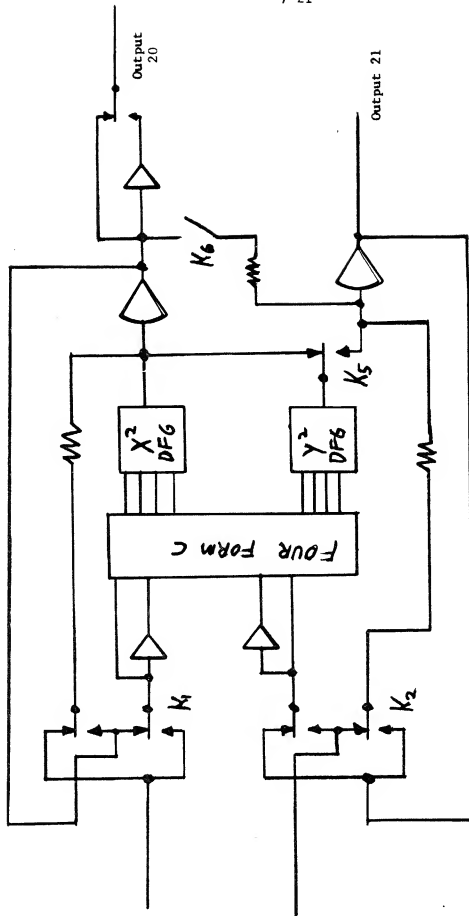 7-21
Output
20
Output 21
K6
K5
X2
DFG
Y2
DFG
FOUR FORM C
K1
K2